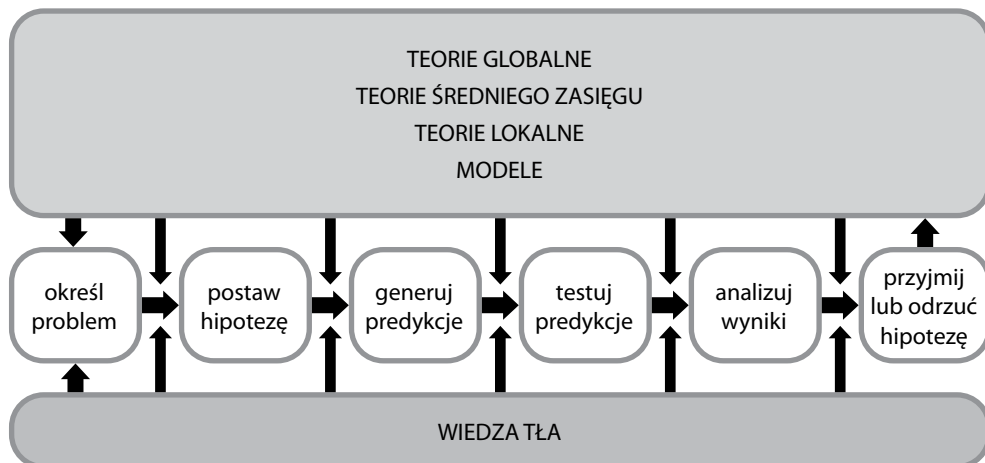 TEORIE GLOBALNE
TEORIE ŚREDNIEGO ZASIĘGU
TEORIE LOKALNE
MODELE
określ
problem
postaw
hipotezę
generuj
predykcje
testuj
predykcje
analizuj
wyniki
przyjmij
lub odrzuć
hipotezę
WIEDZA TŁA